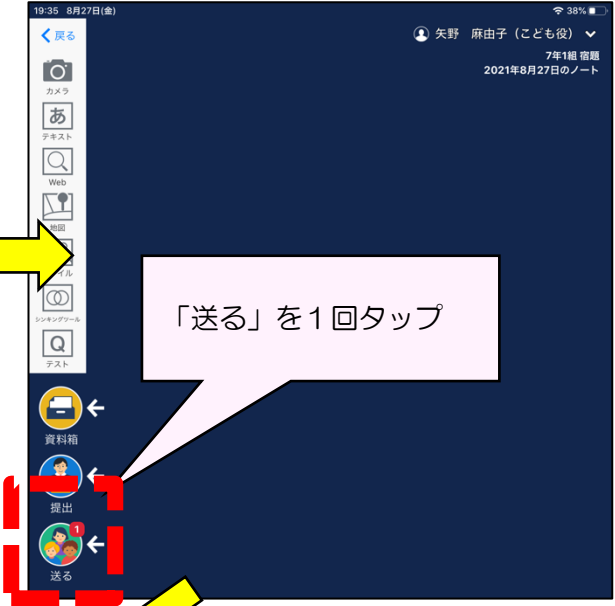 19:35 8月27日(金)
38%
戻る
矢野 麻由子（こども役）
7年1組 宿題
2021年8月27日のノート
カメラ
あ
テキスト
Web
地図
イル
シンキングツール
Q
テスト
「送る」を１回タップ
資料箱
提出
1
送る